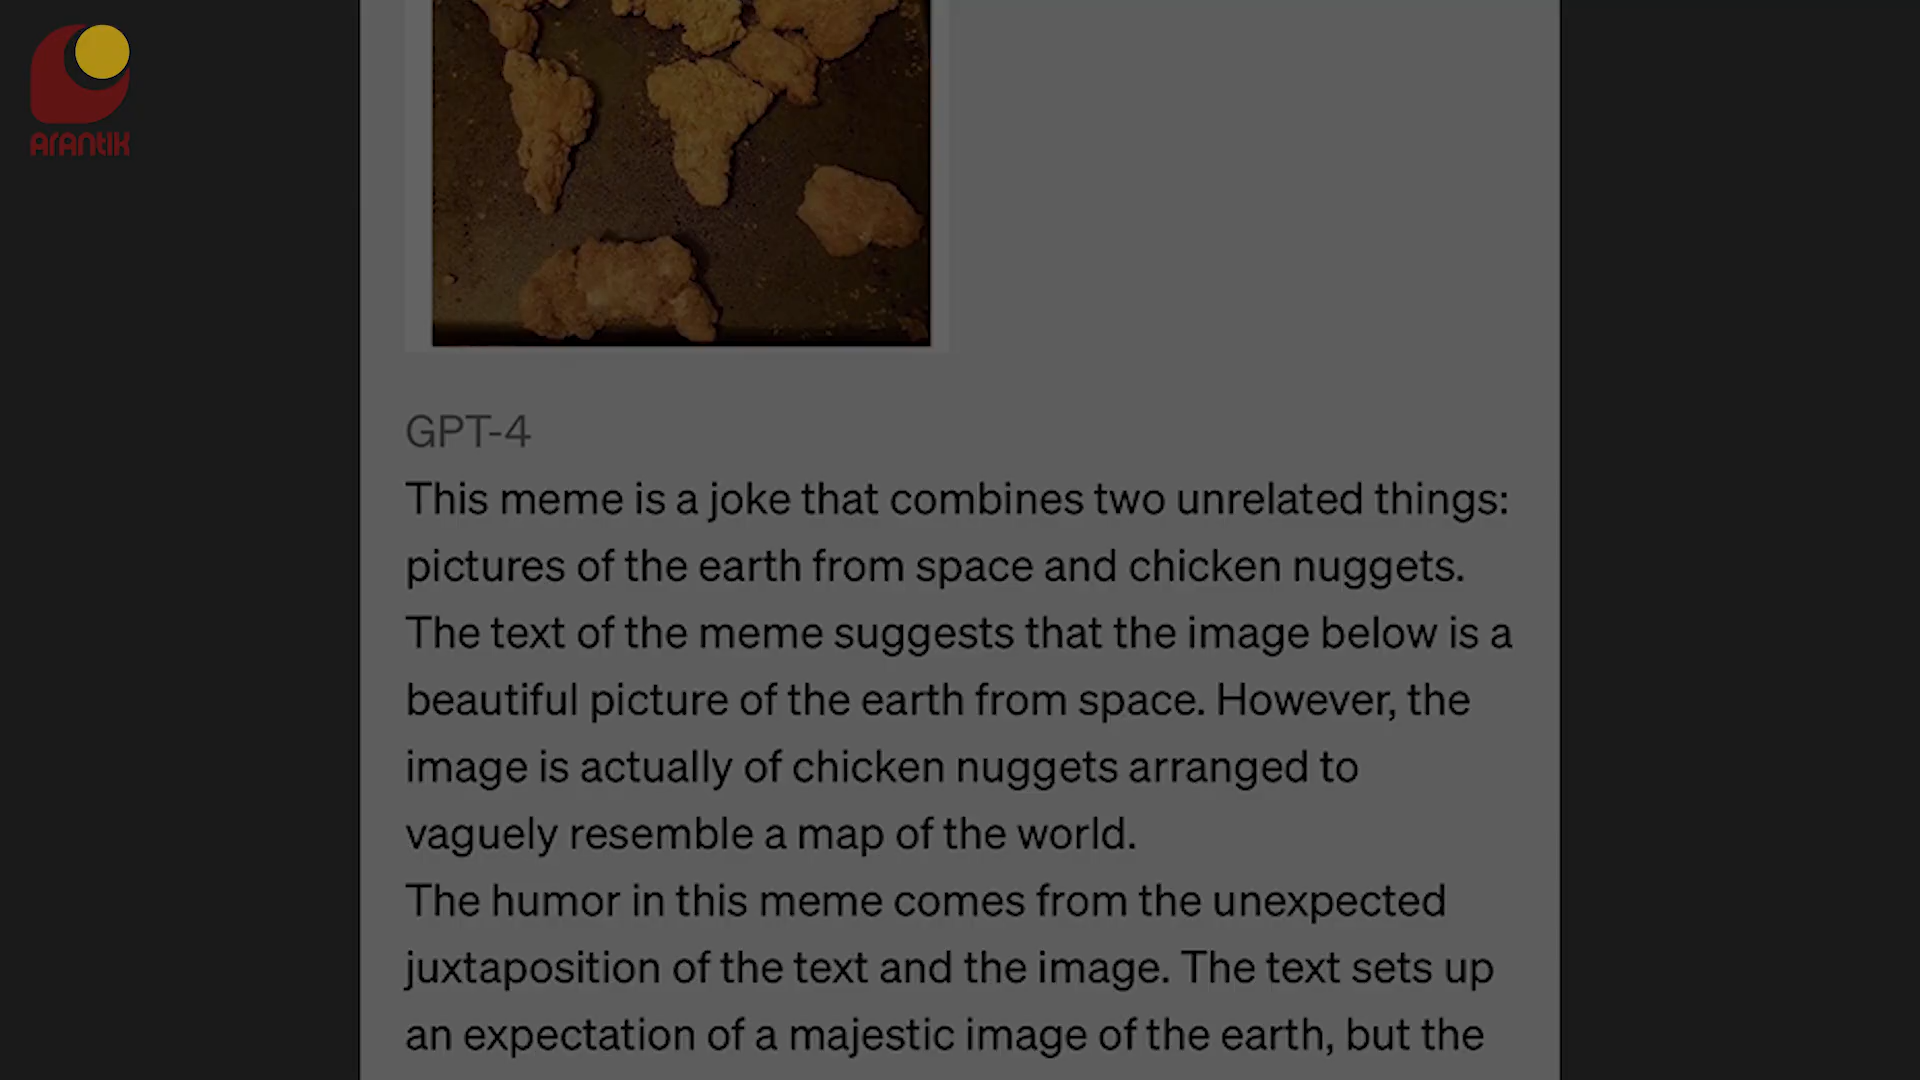 ArAntIK
GPT-4
This meme is a joke that combines two unrelated things:
pictures of the earth from space and chicken nuggets.
The text of the meme suggests that the image below is a
beautiful picture of the earth from space. However, the
image is actually of chicken nuggets arranged to
vaguely resemble a map of the world.
The humor in this meme comes from the unexpected
juxtaposition of the text and the image. The text sets up
an expectation of a majestic image of the earth, but the